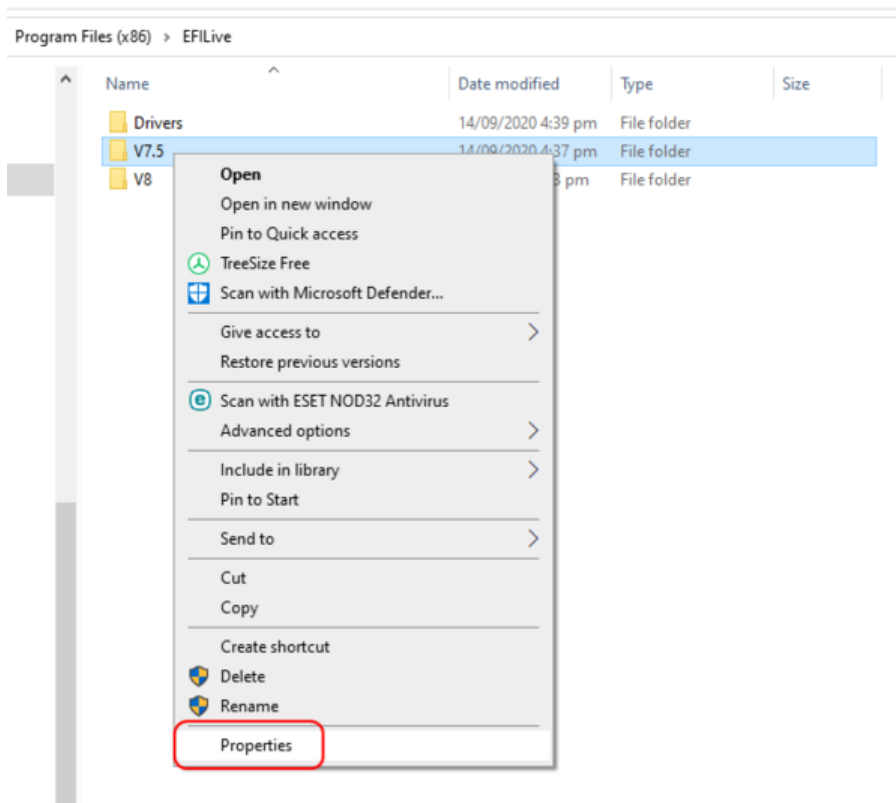 Program Files (x86) > EFILive
Name Date modified Type Size
Drivers 14/09/2020 4:39 pm File folder
V7.5 14/09/2020 4:37 pm File folder
V8 pm File folder
Open
Open in new window
Pin to Quick access
TreeSize Free
Scan with Microsoft Defender...
Give access to
Restore previous versions
Scan with ESET NOD32 Antivirus
Advanced options
Include in library
Pin to Start
Send to
Cut
Copy
Create shortcut
Delete
Rename
Properties